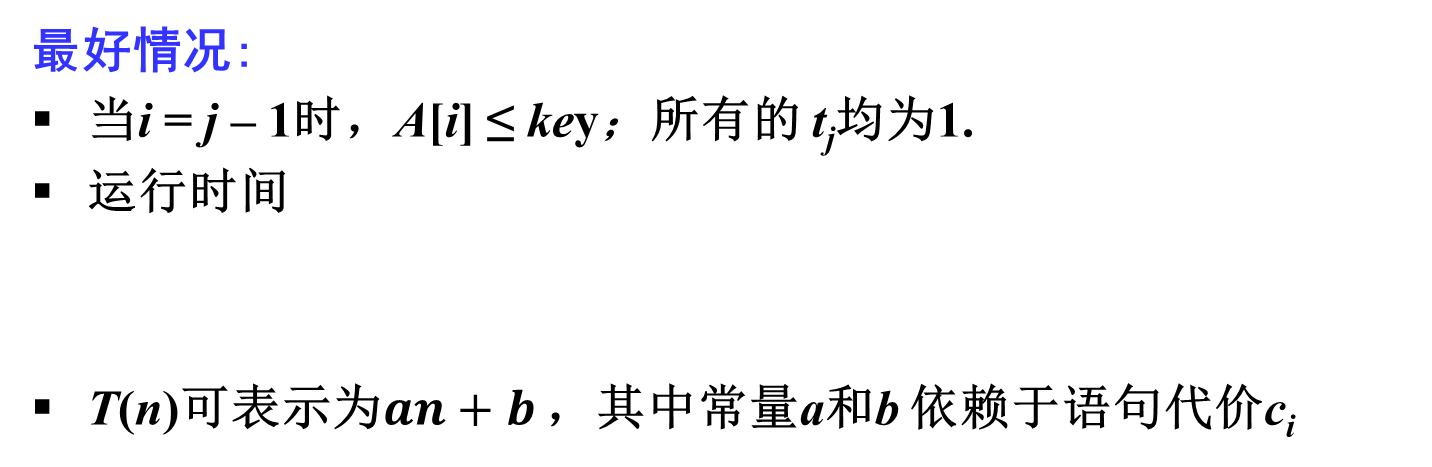 最好情况:
▪ 当i = j – 1时，A[i] ≤ key；所有的 tj均为1.
▪ 运行时间
▪ T(n)可表示为an + b，其中常量a和b 依赖于语句代价ci